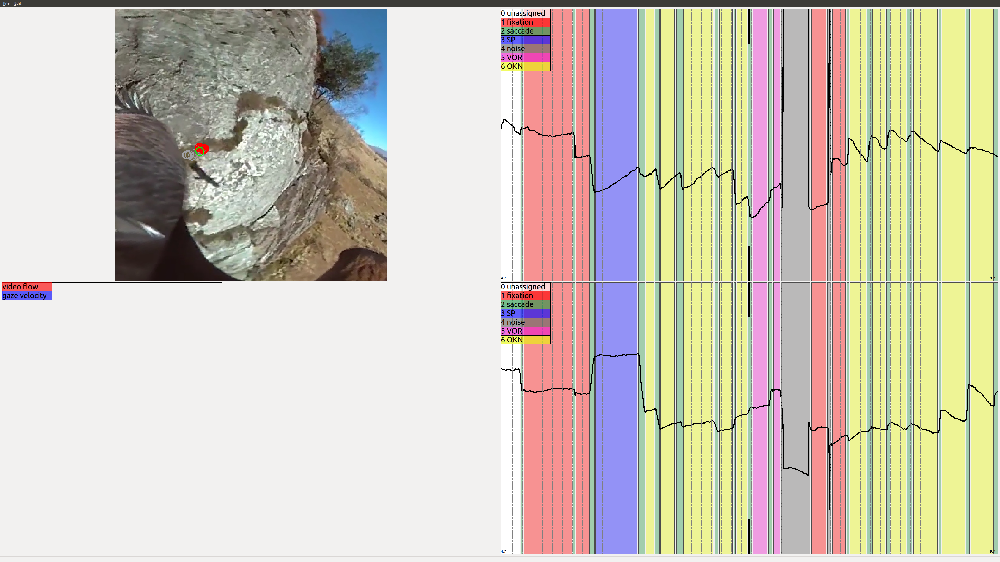 File Edit
0 unassigned
1 fixation
2 saccade
3 SP
4 noise
5 VOR
6 OKN
4.7 9.7
video flow
gaze velocity
0 unassigned
1 fixation
2 saccade
3 SP
4 noise
5 VOR
6 OKN
4.7 9.7